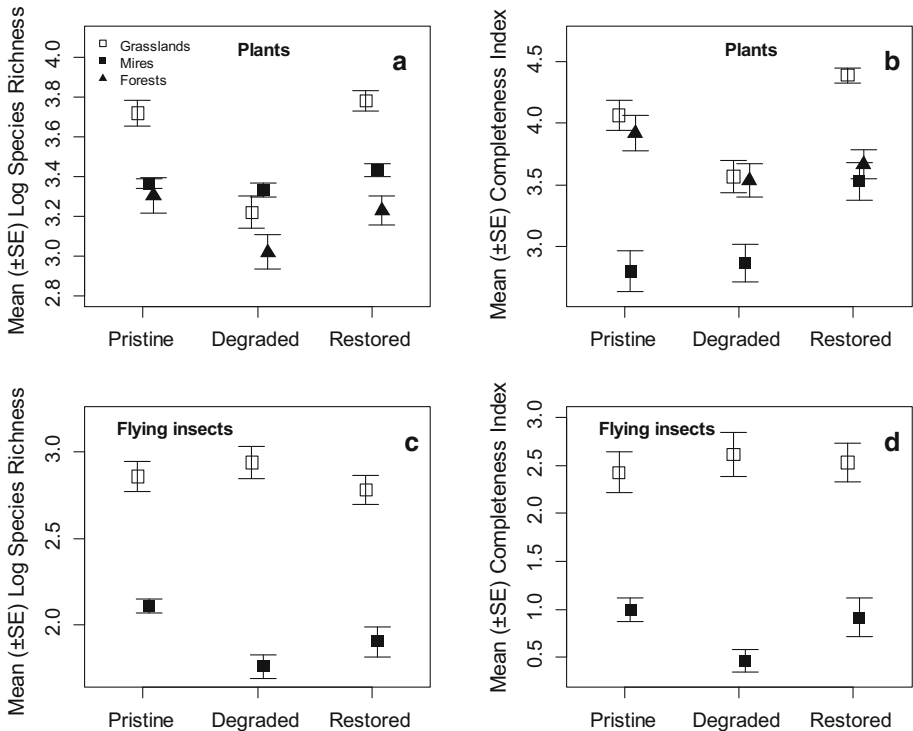 Mean (±SE) Log Species Richness
4.0
3.8
3.6
3.4
3.2
3.0
2.8
Grasslands
Mires
Forests
Plants
a
Pristine
Degraded
Restored
Mean (±SE) Completeness Index
4.5
4.0
3.5
3.0
Plants
b
Pristine
Degraded
Restored
Mean (±SE) Log Species Richness
3.0
2.5
2.0
Flying insects
c
Pristine
Degraded
Restored
Mean (±SE) Completeness Index
3.0
2.5
2.0
1.5
1.0
0.5
Flying insects
d
Pristine
Degraded
Restored